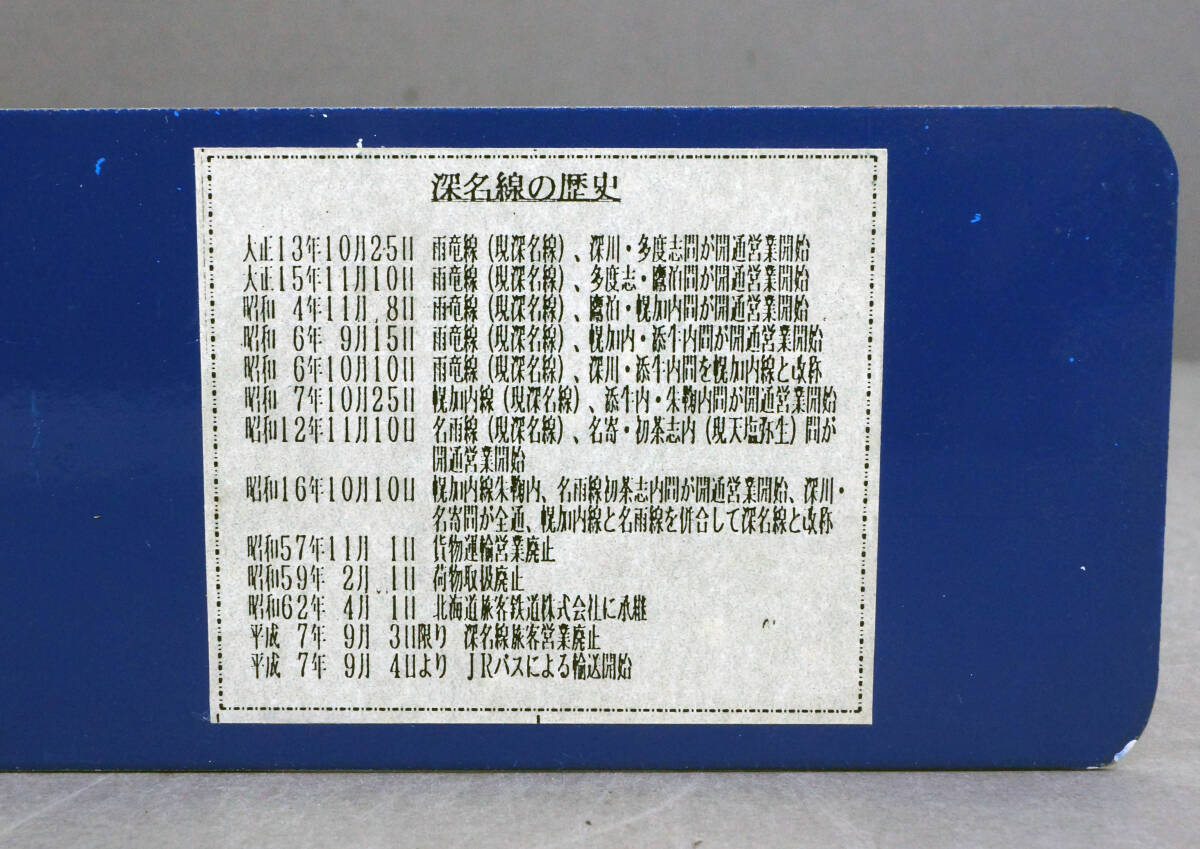 深名線の歴史
大正13年10月25日 雨竜線(現深名線)、深川・多度志間が開通営業開始
大正15年11月10日 雨竜線(現深名線)、多度志・鷹泊間が開通営業開始
昭和 4年11月 8日 雨竜線(現深名線)、鷹泊・幌加内間が開通営業開始
昭和 6年 9月15日 雨竜線(現深名線)、幌加内・添牛内間が開通営業開始
昭和 6年10月10日 雨竜線(現深名線)、深川・添牛内間を幌加内線と改称
昭和 7年10月25日 幌加内線(現深名線)、添牛内・朱鞠内間が開通営業開始
昭和12年11月10日 名雨線(現深名線)、名寄・初茶志内(現天塩弥生)間が
開通営業開始
昭和16年10月10日 幌加内線朱鞠内、名雨線初茶志内間が開通営業開始、深川・
名寄間が全通、幌加内線と名雨線を併合して深名線と改称
昭和57年11月 1日 貨物運輸営業廃止
昭和59年 2月 1日 荷物取扱廃止
昭和62年 4月 1日 北海道旅客鉄道株式会社に承継
平成 7年 9月 3日限り 深名線旅客営業廃止
平成 7年 9月 4日より JRバスによる輸送開始